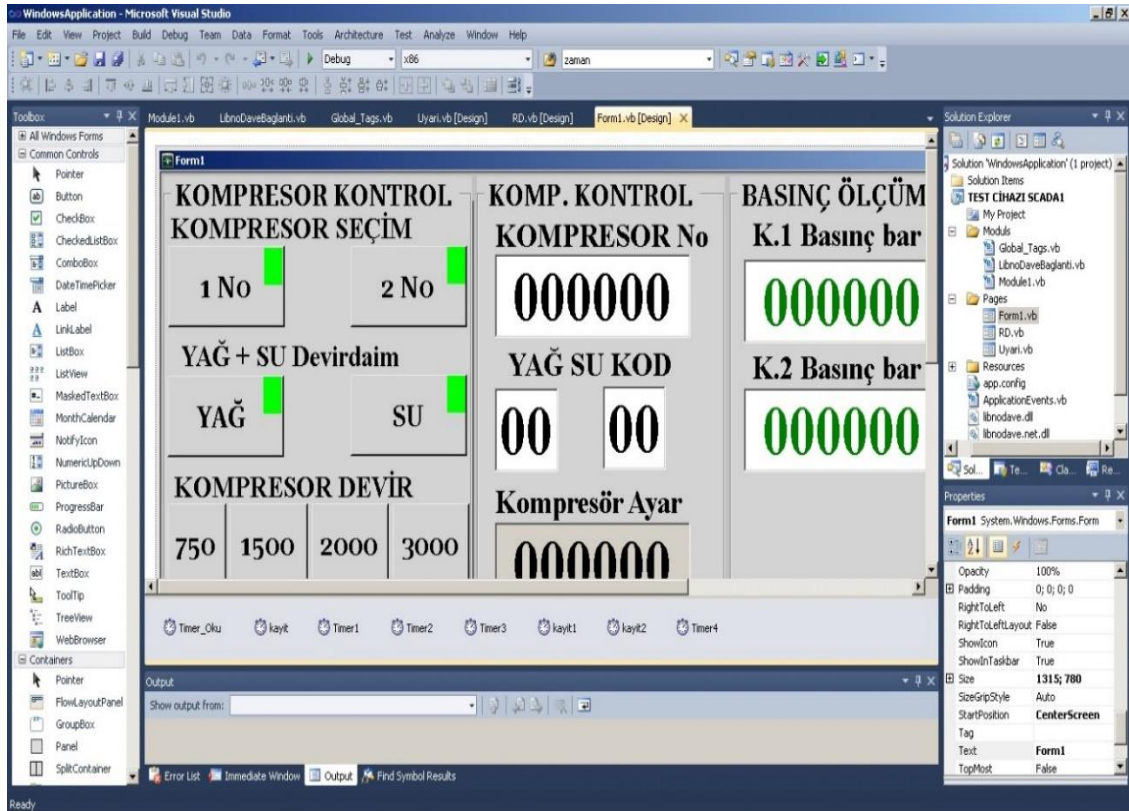 WindowsApplication - Microsoft Visual Studio
File Edit View Project Build Debug Team Data Format Tools Architecture Test Analyze Window Help
Debug x86 zaman
Toolbox
All Windows Forms
Common Controls
Pointer
Button
CheckBox
CheckedListBox
ComboBox
DateTimePicker
Label
LinkLabel
ListBox
ListView
MaskedTextBox
MonthCalendar
NotifyIcon
NumericUpDown
PictureBox
ProgressBar
RadioButton
RichTextBox
TextBox
ToolTip
TreeView
WebBrowser
Containers
Pointer
FlowLayoutPanel
GroupBox
Panel
SplitContainer
Module1.vb LibnoDaveBaglanti.vb Global_Tags.vb Uyari.vb [Design] RD.vb [Design] Form1.vb [Design]
Form1
KOMPRESOR KONTROL
KOMPRESOR SEÇİM
1 No 2 No
YAĞ + SU Devirdaim
YAĞ SU
KOMPRESOR DEVİR
750 1500 2000 3000
KOMP. KONTROL
KOMPRESOR No
000000
YAĞ SU KOD
00 00
Kompresör Ayar
000000
BASINÇ ÖLÇÜM
K.1 Basınç bar
000000
K.2 Basınç bar
000000
Timer_Oku kayit Timer1 Timer2 Timer3 kayit1 kayit2 Timer4
Output
Show output from:
Error List Immediate Window Output Find Symbol Results
Ready
Solution Explorer
Solution 'WindowsApplication' (1 project)
Solution Items
TEST CİHAZI SCADA1
My Project
Moduls
Global_Tags.vb
LibnoDaveBaglanti.vb
Module1.vb
Pages
Form1.vb
RD.vb
Uyari.vb
Resources
app.config
ApplicationEvents.vb
libnodave.dll
libnodave.net.dll
Sol... Te... Cla... Re...
Properties
Form1 System.Windows.Forms.Form
Opacity 100%
Padding 0; 0; 0; 0
RightToLeft No
RightToLeftLayout False
ShowIcon True
ShowInTaskbar True
Size 1315; 780
SizeGripStyle Auto
StartPosition CenterScreen
Tag
Text Form1
TopMost False